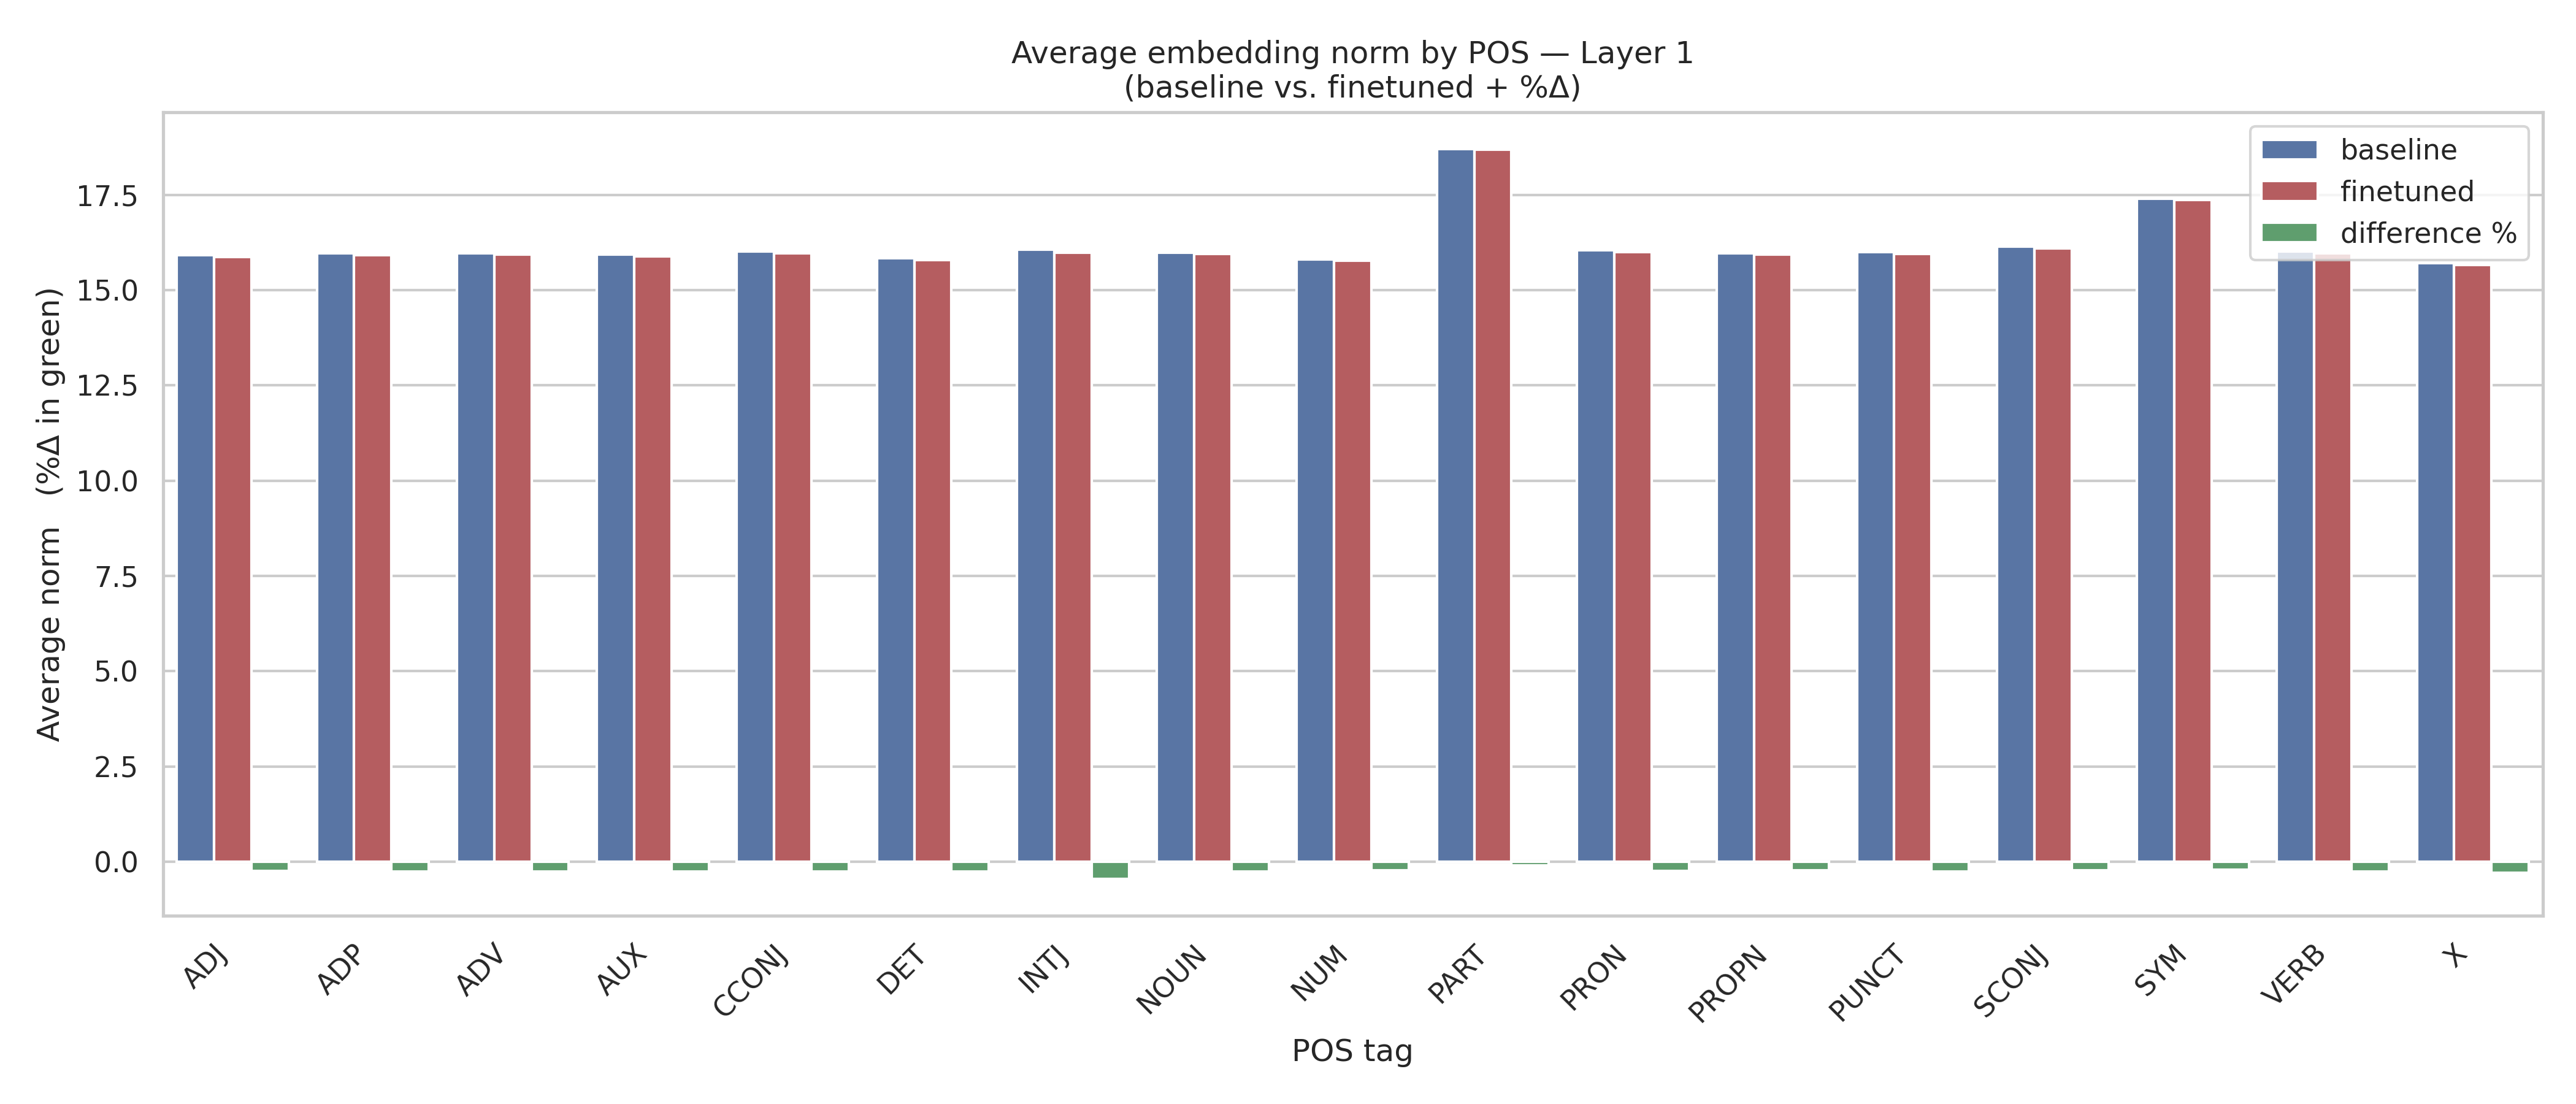 Average embedding norm by POS — Layer 1
(baseline vs. finetuned + %Δ)
baseline
finetuned
difference %
Average norm (%Δ in green)
17.5
15.0
12.5
10.0
7.5
5.0
2.5
0.0
ADJ
ADP
ADV
AUX
CCONJ
DET
INTJ
NOUN
NUM
PART
PRON
PROPN
PUNCT
SCONJ
SYM
VERB
X
POS tag